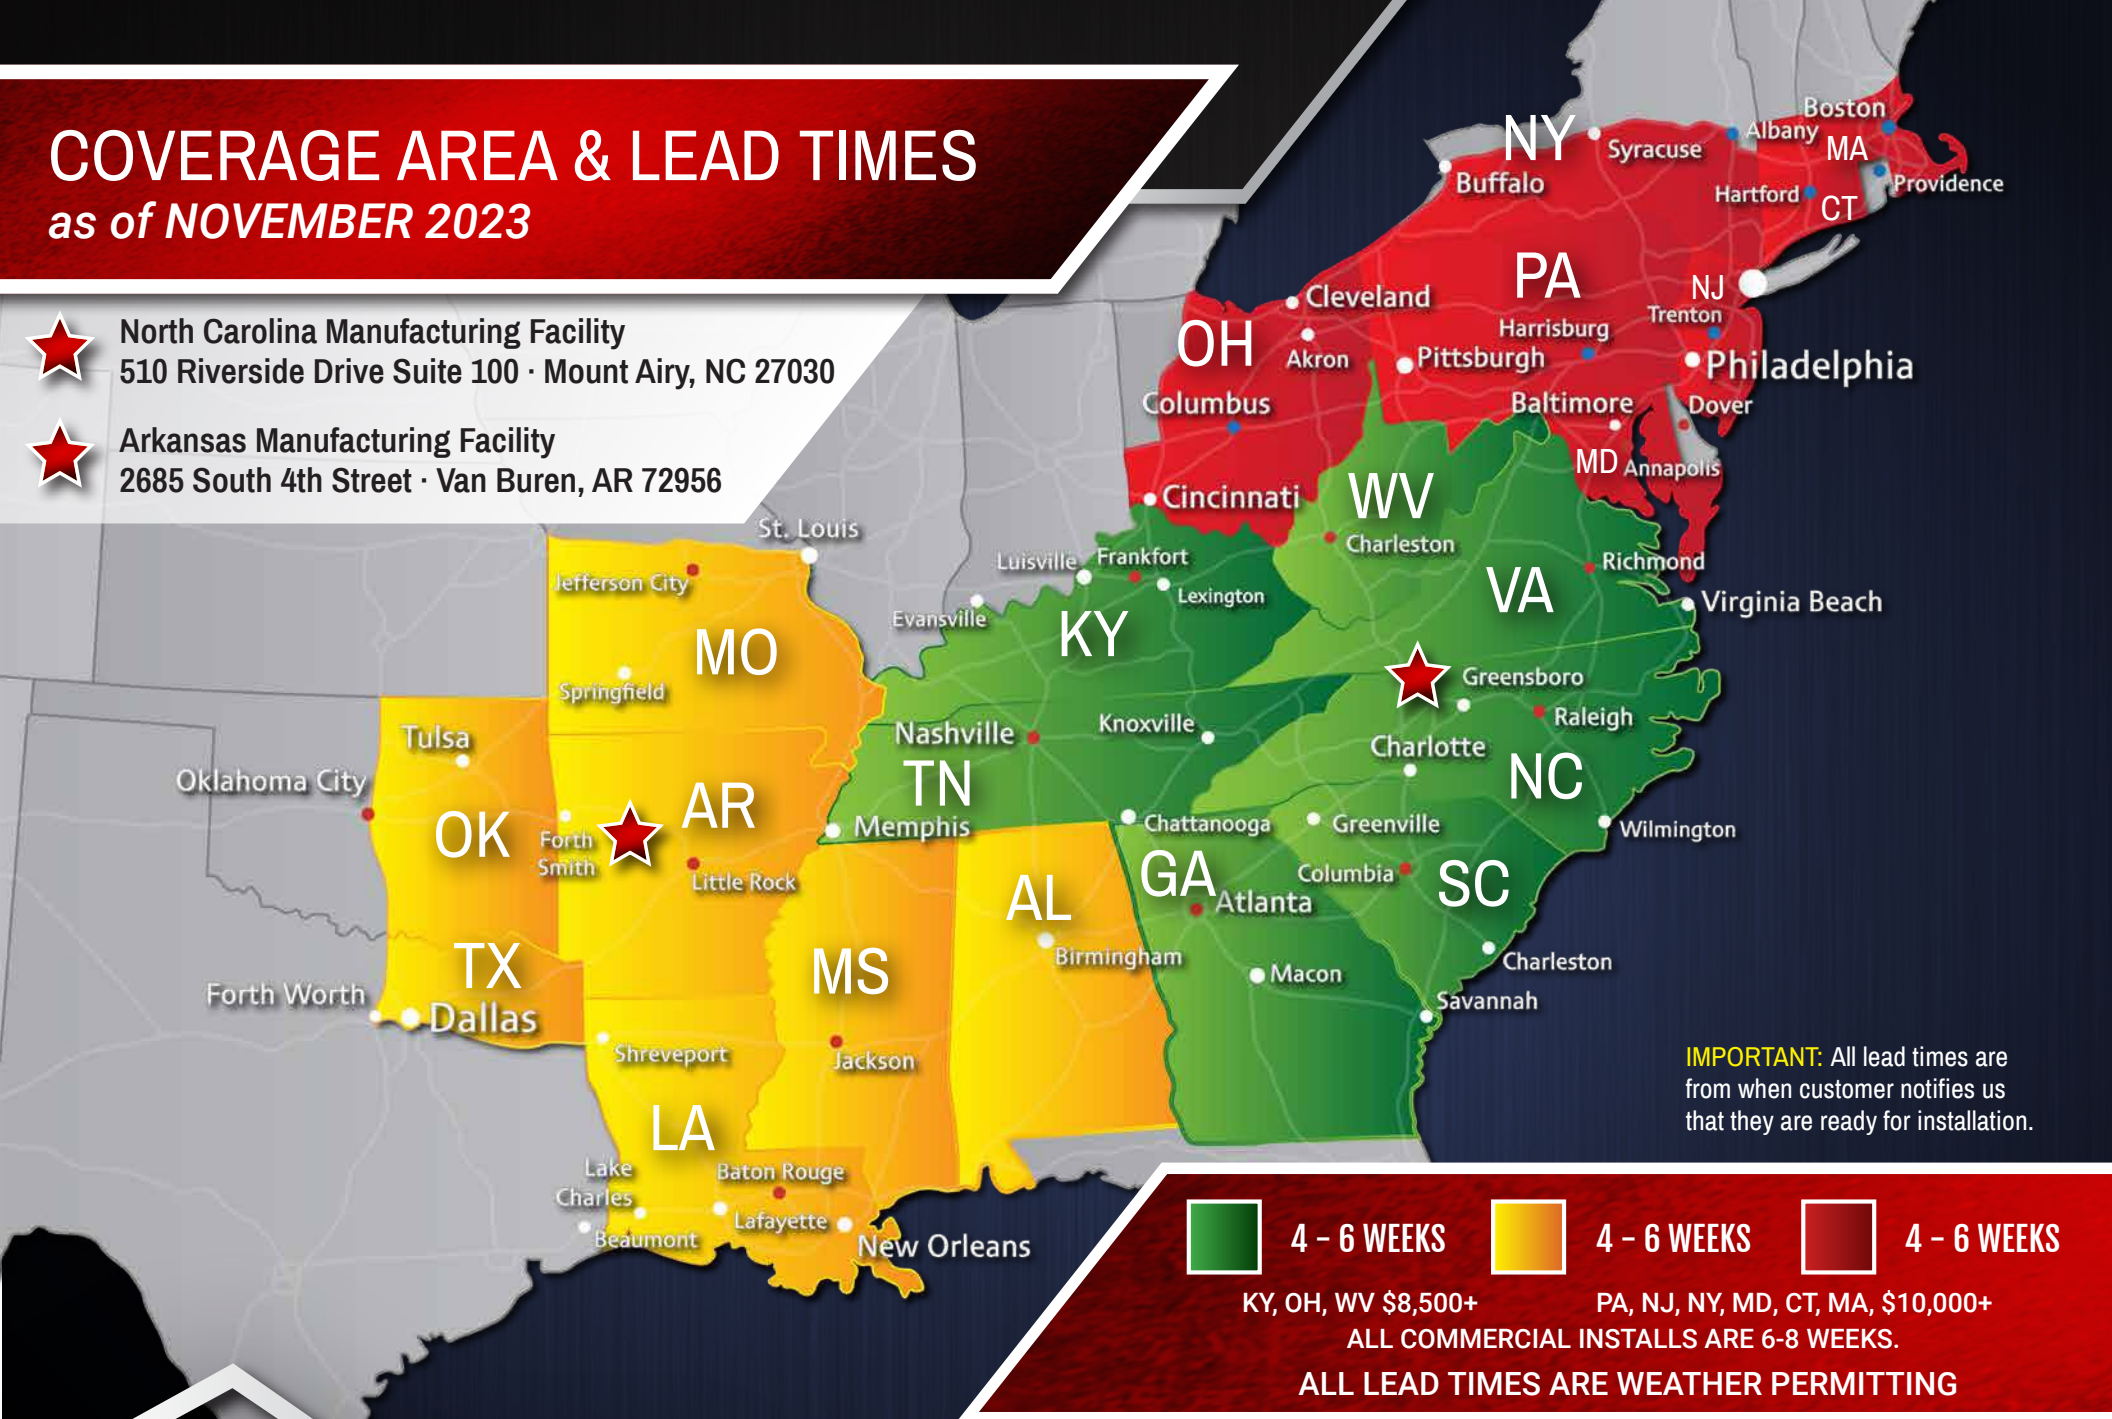 COVERAGE AREA & LEAD TIMES
as of NOVEMBER 2023
North Carolina Manufacturing Facility
510 Riverside Drive Suite 100 · Mount Airy, NC 27030
Arkansas Manufacturing Facility
2685 South 4th Street · Van Buren, AR 72956
NY
Syracuse
Buffalo
Albany
Boston
MA
Hartford
CT
Providence
PA
NJ
Trenton
Harrisburg
Pittsburgh
Philadelphia
Cleveland
OH
Akron
Columbus
Cincinnati
Baltimore
Dover
MD
Annapolis
WV
Charleston
VA
Richmond
Virginia Beach
St. Louis
Jefferson City
MO
Springfield
Luisville
Frankfort
Lexington
Evansville
KY
Greensboro
Raleigh
Charlotte
NC
Wilmington
Nashville
Knoxville
TN
Memphis
Chattanooga
Greenville
Columbia
SC
Charleston
Savannah
GA
Atlanta
Macon
Tulsa
Oklahoma City
OK
Forth
Smith
AR
Little Rock
TX
Forth Worth
Dallas
AL
Birmingham
MS
Jackson
Shreveport
LA
Lake
Charles
Baton Rouge
Lafayette
Beaumont
New Orleans
IMPORTANT: All lead times are
from when customer notifies us
that they are ready for installation.
4 – 6 WEEKS
4 – 6 WEEKS
4 – 6 WEEKS
KY, OH, WV $8,500+
PA, NJ, NY, MD, CT, MA, $10,000+
ALL COMMERCIAL INSTALLS ARE 6-8 WEEKS.
ALL LEAD TIMES ARE WEATHER PERMITTING